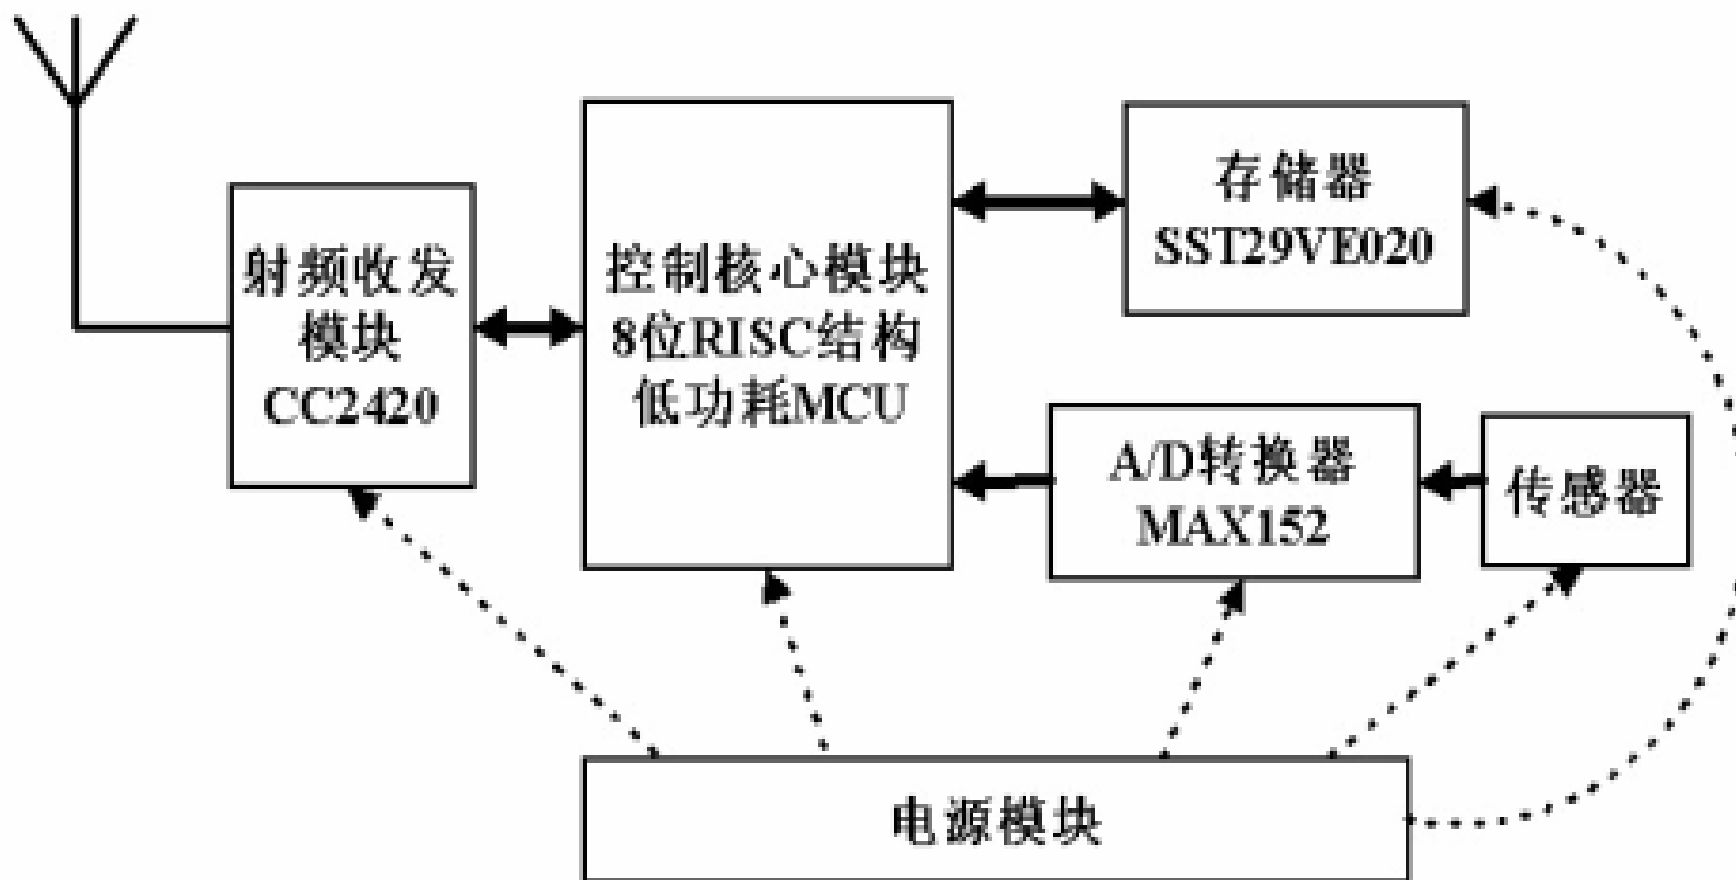 射频收发
模块
CC2420
控制核心模块
8位RISC结构
低功耗MCU
存储器
SST29VE020
A/D转换器
MAX152
传感器
电源模块